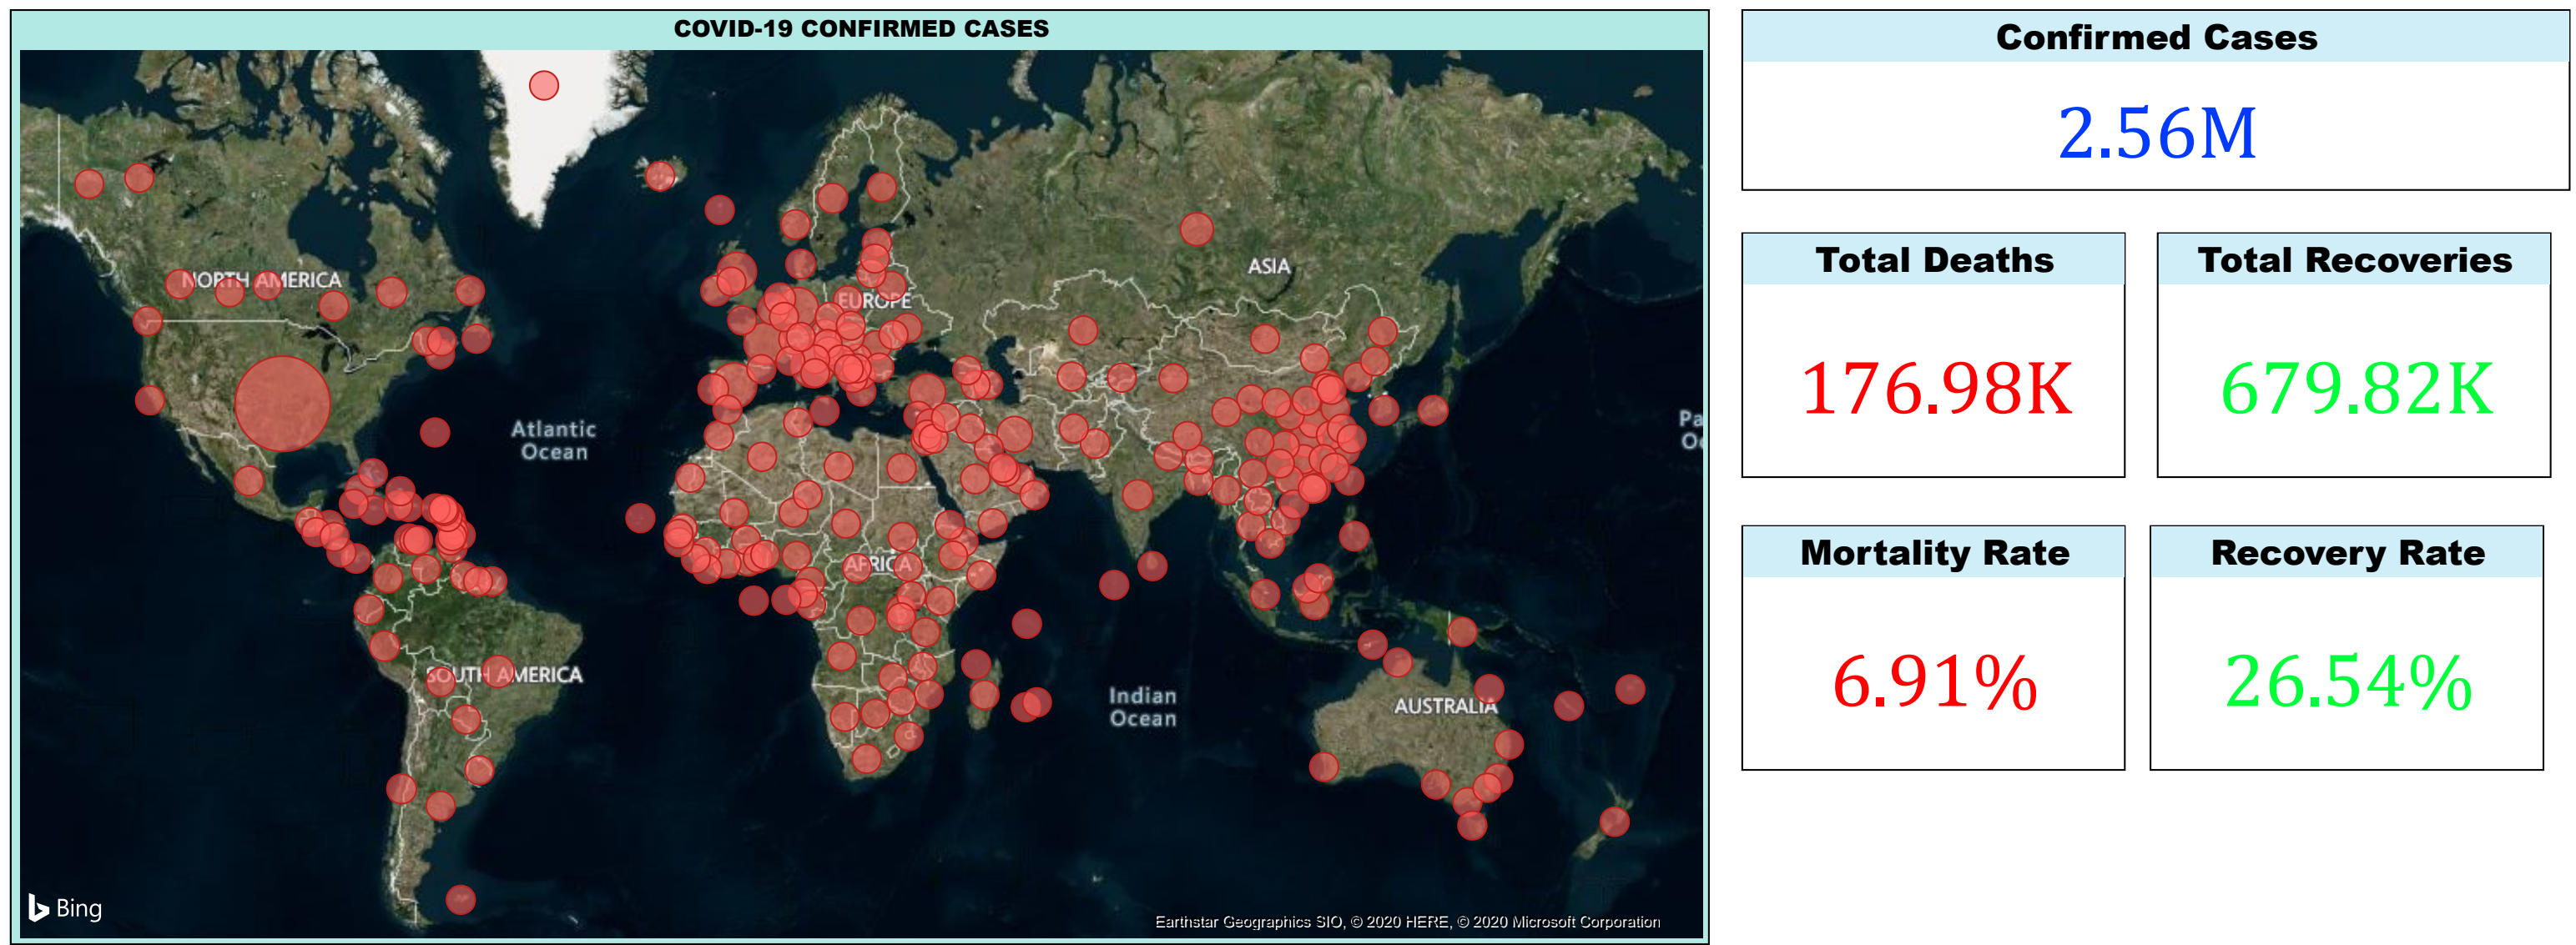 COVID-19 CONFIRMED CASES
NORTH AMERICA
ASIA
EUROPE
Atlantic
Ocean
AFRICA
SOUTH AMERICA
Indian
Ocean
AUSTRALIA
Pa
Oc
Bing
Earthstar Geographics SIO, © 2020 HERE, © 2020 Microsoft Corporation
Confirmed Cases
2.56M
Total Deaths
176.98K
Total Recoveries
679.82K
Mortality Rate
6.91%
Recovery Rate
26.54%